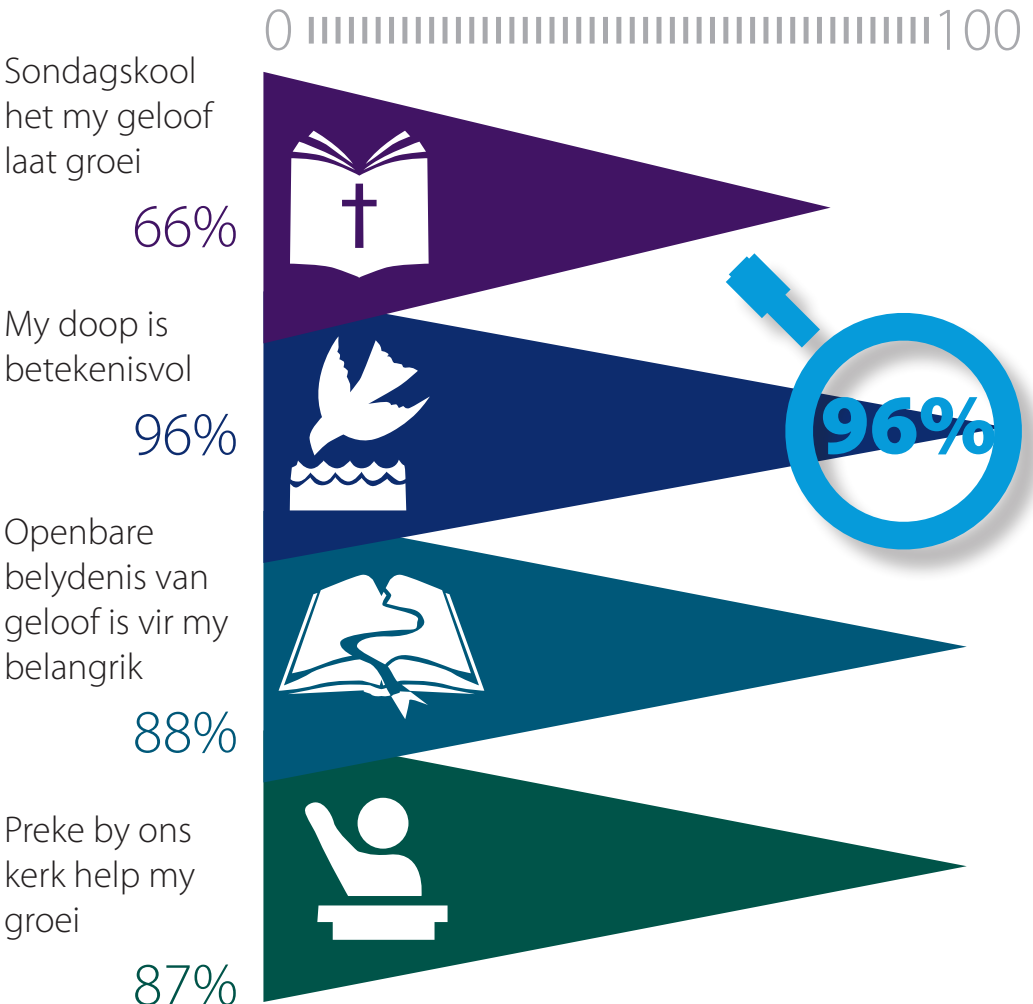 0 100
Sondagskool
het my geloof
laat groei
66%
My doop is
betekenisvol
96%
96%
Openbare
belydenis van
geloof is vir my
belangrik
88%
Preke by ons
kerk help my
groei
87%